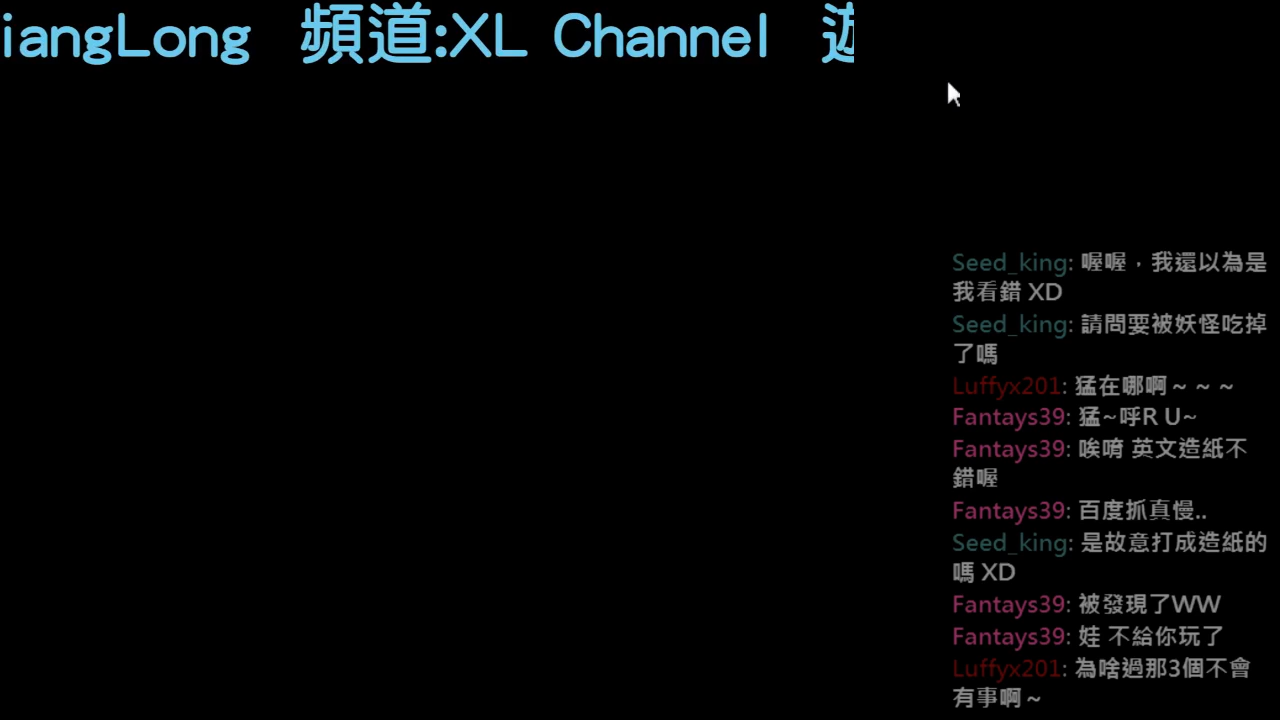 iangLong 頻道:XL Channel
Seed_king: 喔喔，我還以為是
我看錯 XD
Seed_king: 請問要被妖怪吃掉
了嗎
Luffyx201: 猛在哪啊～～～
Fantays39: 猛~呼R U~
Fantays39: 唉唷 英文造紙不
錯喔
Fantays39: 百度抓真慢..
Seed_king: 是故意打成造紙的
嗎 XD
Fantays39: 被發現了WW
Fantays39: 娃 不給你玩了
Luffyx201: 為啥過那3個不會
有事啊～